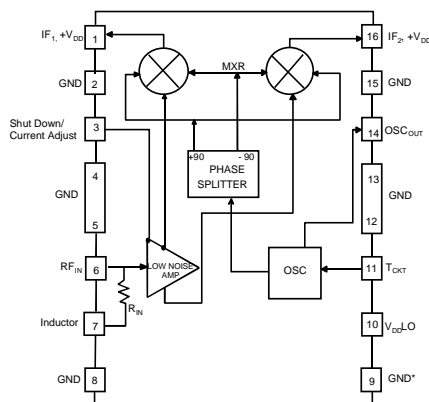 IF1, +VDD
1
16
IF2, +VDD
MXR
GND
2
15
GND
Shut Down/
Current Adjust
3
14
OSCOUT
+90
- 90
PHASE
SPLITTER
4
GND
5
13
GND
12
RFIN
6
LOW NOISE
AMP
OSC
11
TCKT
RIN
Inductor
7
10
VDDLO
GND
8
9
GND*